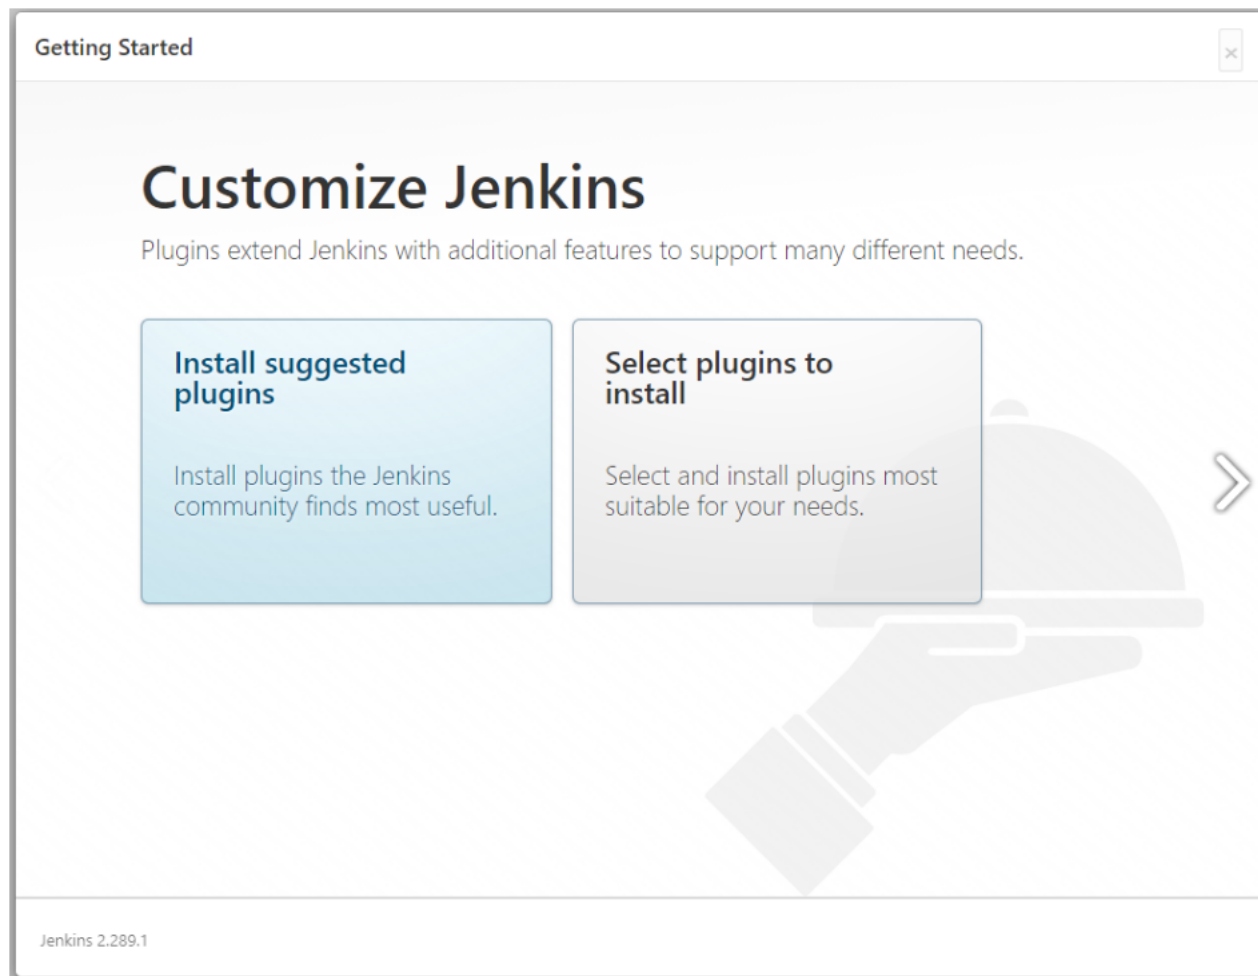 Getting Started
×
Customize Jenkins
Plugins extend Jenkins with additional features to support many different needs.
Install suggested
plugins
Install plugins the Jenkins
community finds most useful.
Select plugins to
install
Select and install plugins most
suitable for your needs.
Jenkins 2.289.1